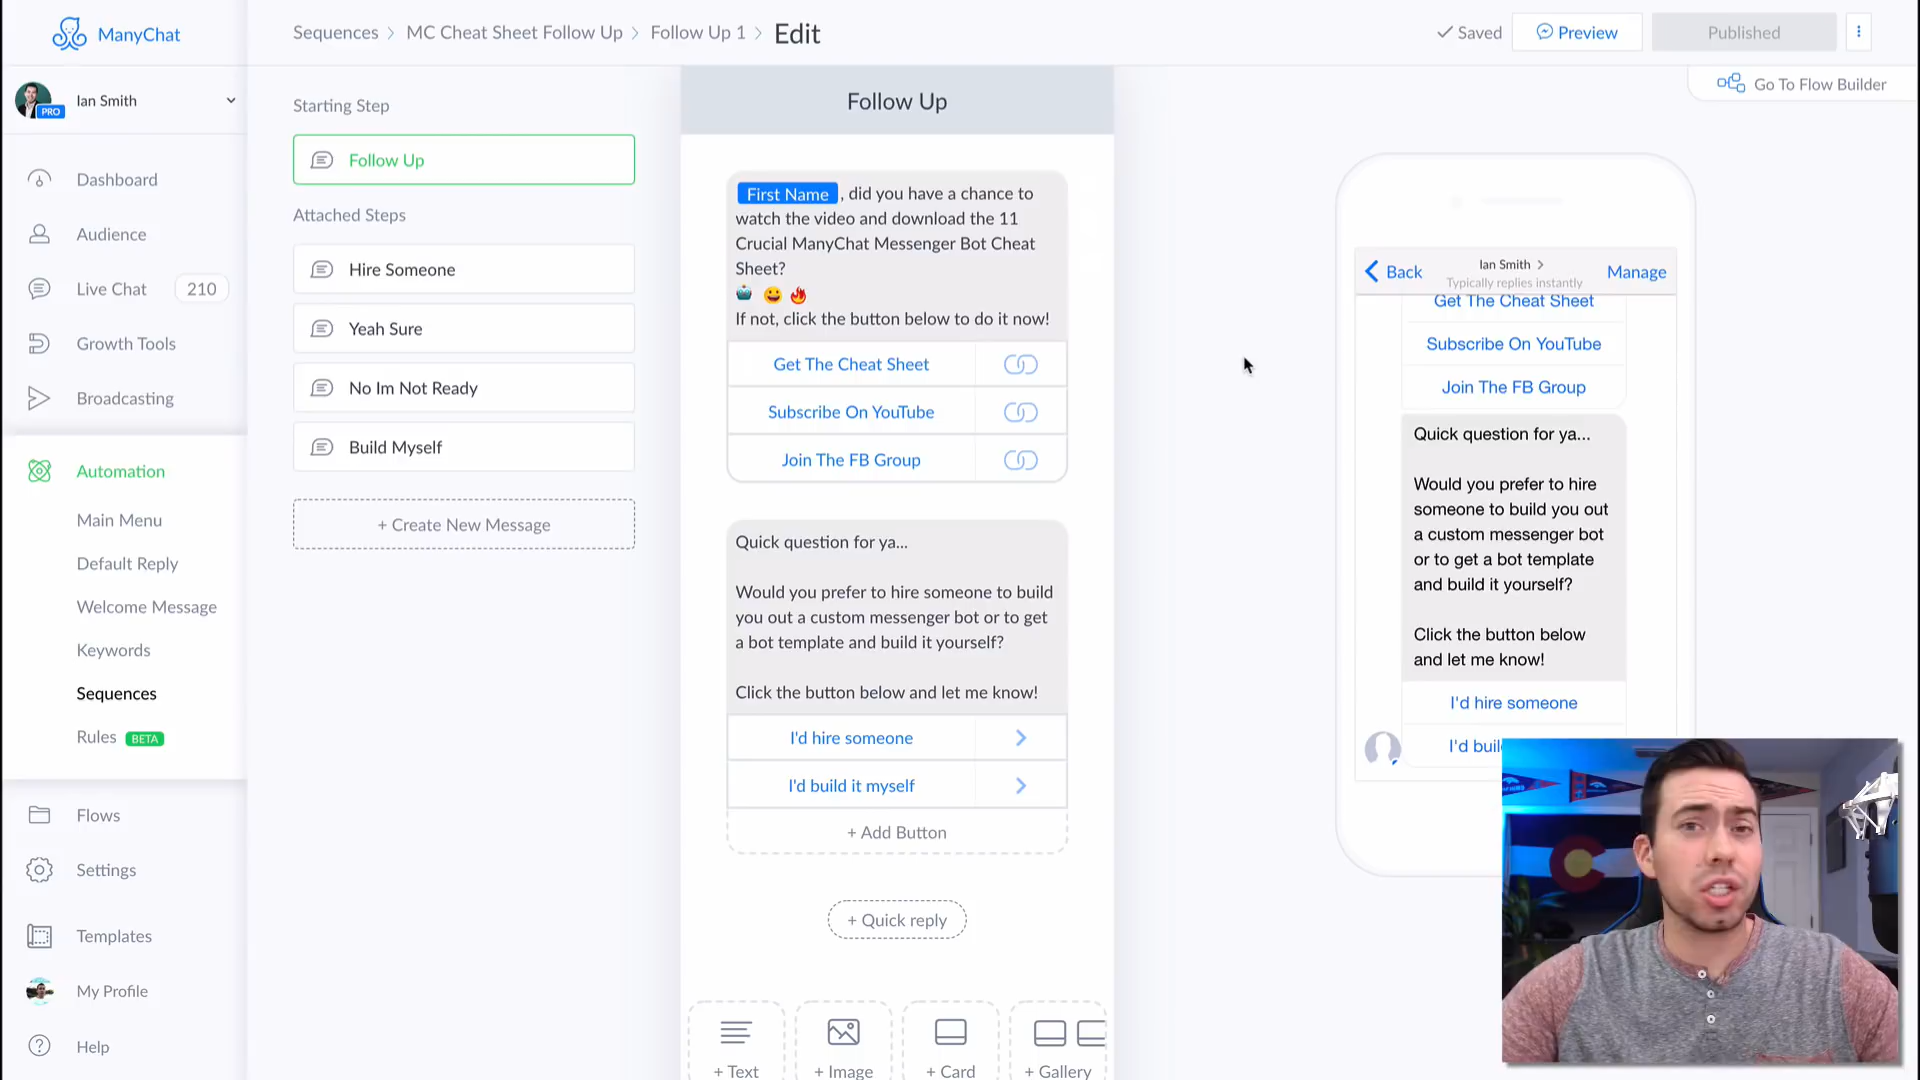 ManyChat
Sequences > MC Cheat Sheet Follow Up > Follow Up 1 > Edit
Saved
Preview
Published
Go To Flow Builder
PRO
Ian Smith
Dashboard
Audience
Live Chat 210
Growth Tools
Broadcasting
Automation
Main Menu
Default Reply
Welcome Message
Keywords
Sequences
Rules BETA
Flows
Settings
Templates
My Profile
Help
Starting Step
Follow Up
Attached Steps
Hire Someone
Yeah Sure
No Im Not Ready
Build Myself
+ Create New Message
Follow Up
First Name , did you have a chance to
watch the video and download the 11
Crucial ManyChat Messenger Bot Cheat
Sheet?
🤖 😀 🔥
If not, click the button below to do it now!
Get The Cheat Sheet
Subscribe On YouTube
Join The FB Group
Quick question for ya...
Would you prefer to hire someone to build
you out a custom messenger bot or to get
a bot template and build it yourself?
Click the button below and let me know!
I'd hire someone
I'd build it myself
+ Add Button
+ Quick reply
+ Text
+ Image
+ Card
+ Gallery
Back
Ian Smith >
Typically replies instantly
Manage
Get The Cheat Sheet
Subscribe On YouTube
Join The FB Group
Quick question for ya...
Would you prefer to hire
someone to build you out
a custom messenger bot
or to get a bot template
and build it yourself?
Click the button below
and let me know!
I'd hire someone
I'd buil